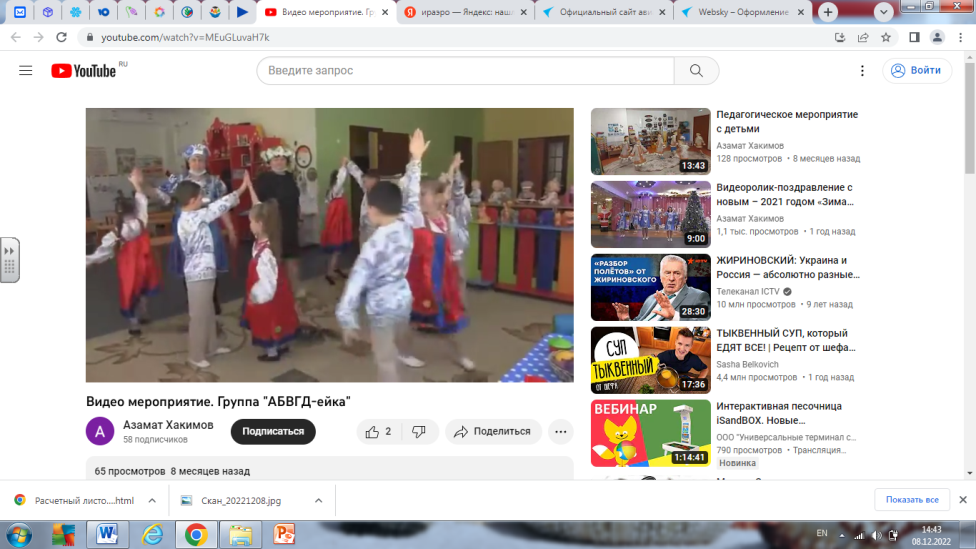 Видео мероприятие. Гру
ираэро — Яндекс: наш
Официальный сайт ави
Websky – Оформление
youtube.com/watch?v=MEuGLuvaH7k
YouTube RU
Введите запрос
Войти
Видео мероприятие. Группа "АБВГД-ейка"
Азамат Хакимов
58 подписчиков
Подписаться
2
Поделиться
65 просмотров 8 месяцев назад
Педагогическое мероприятие
с детьми
Азамат Хакимов
128 просмотров • 8 месяцев назад
13:43
Видеоролик-поздравление с
новым – 2021 годом «Зима...
Азамат Хакимов
1,1 тыс. просмотров • 1 год назад
9:00
«РАЗБОР
ПОЛЁТОВ» ОТ
ЖИРИНОВСКОГО
28:30
ЖИРИНОВСКИЙ: Украина и
Россия — абсолютно разные...
Телеканал ICTV
10 млн просмотров • 9 лет назад
СУП
ТЫКВЕННЫЙ
ОТ ШЕФА
17:36
ТЫКВЕННЫЙ СУП, который
ЕДЯТ ВСЕ! | Рецепт от шефа...
Sasha Belkovich
4,4 млн просмотров • 1 год назад
ВЕБИНАР
1:14:41
Интерактивная песочница
iSandBOX. Новые...
ООО "Универсальные терминал с...
790 просмотров • Трансляция...
Новинка
Расчетный листо....html
Скан_20221208.jpg
Показать все
EN
14:43
08.12.2022